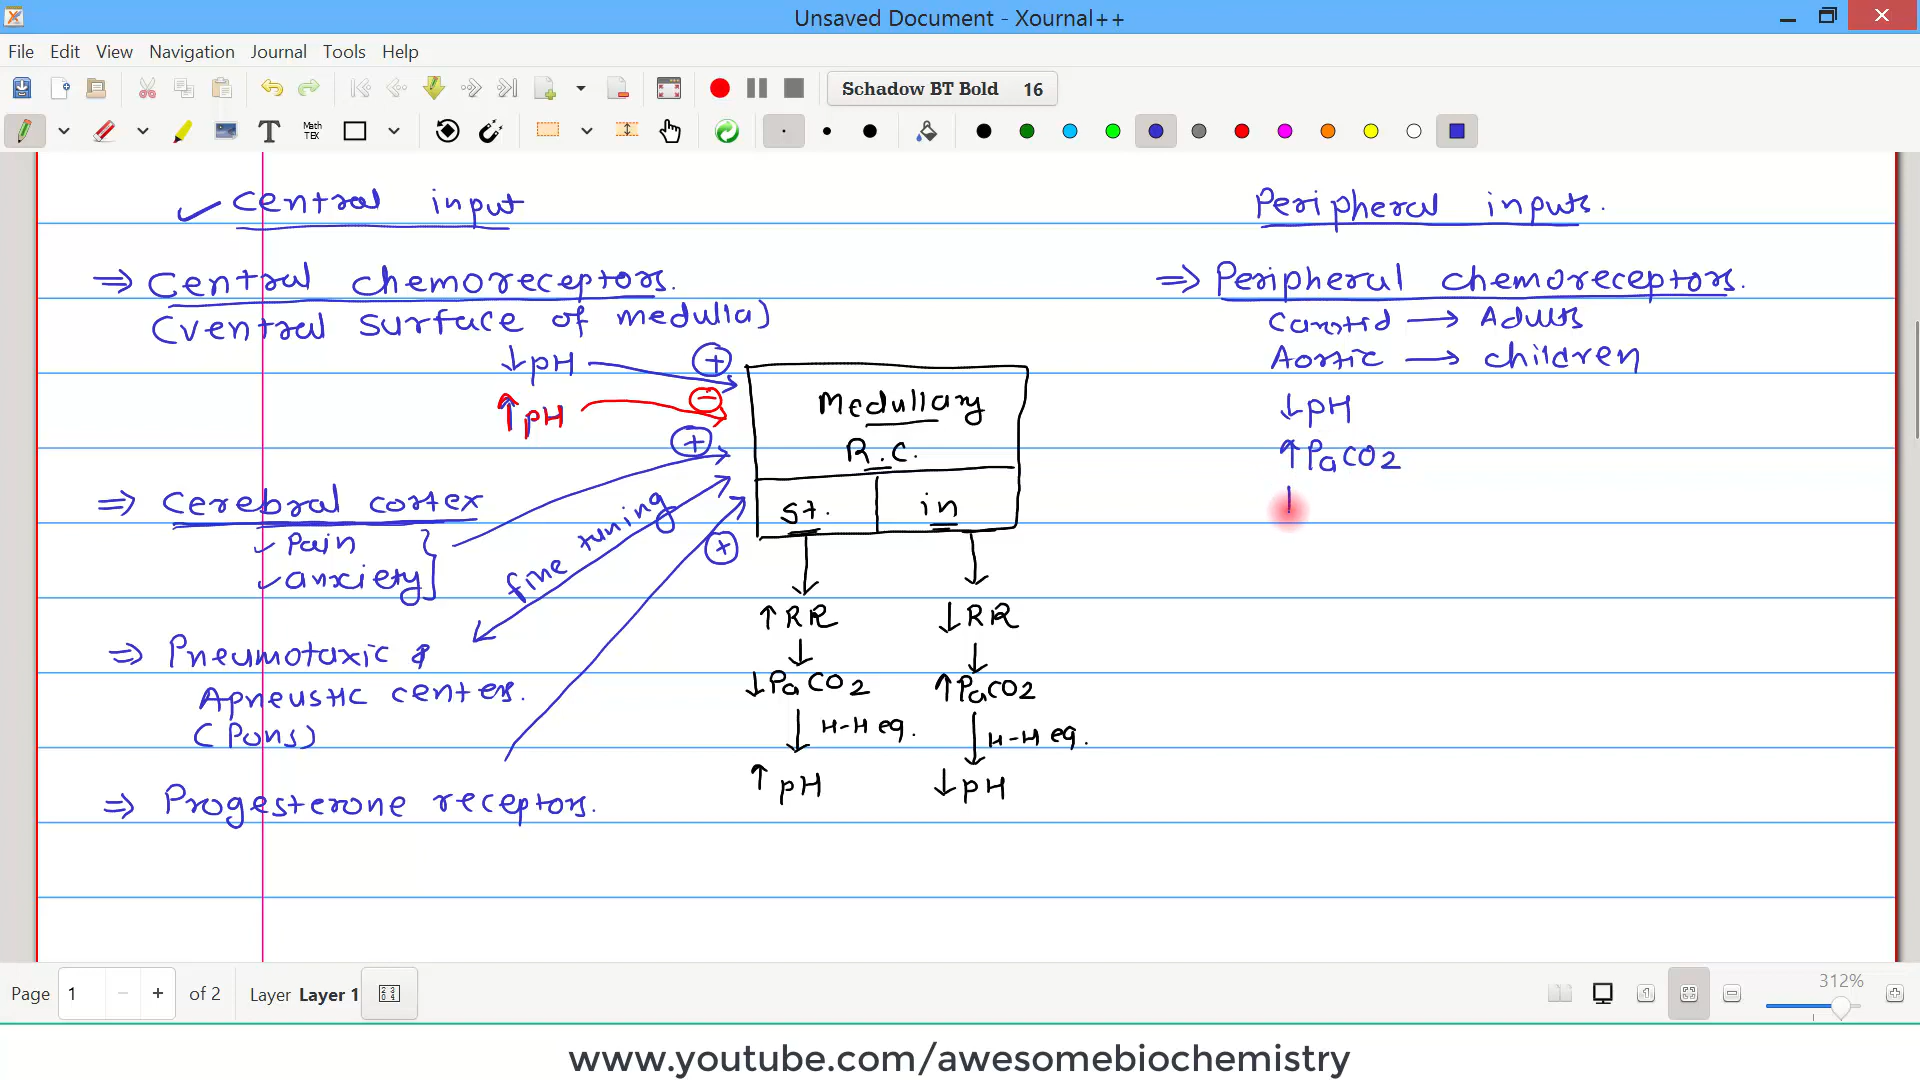 Unsaved Document - Xournal++
File Edit View Navigation Journal Tools Help
Schadow BT Bold 16
Math TEX
✓ Central input
⇒ Central chemoreceptors.
(Ventral surface of medulla)
↓pH ⊕
↑pH ⊖
⊕
⇒ Cerebral cortex
✓ Pain
✓ anxiety
fine tuning
⊕
⇒ Pneumotaxic &
Apneustic centers.
(Pons)
⇒ Progesterone receptors.
Medullary
R.C.
St. in
↑RR ↓RR
↓PaCO2 ↑PaCO2
H-H eq. H-H eq.
↑pH ↓pH
Peripheral inputs.
⇒ Peripheral chemoreceptors.
Carotid → Adults
Aortic → children
↓pH
↑PaCO2
Page 1 of 2 Layer Layer 1
312%
www.youtube.com/awesomebiochemistry